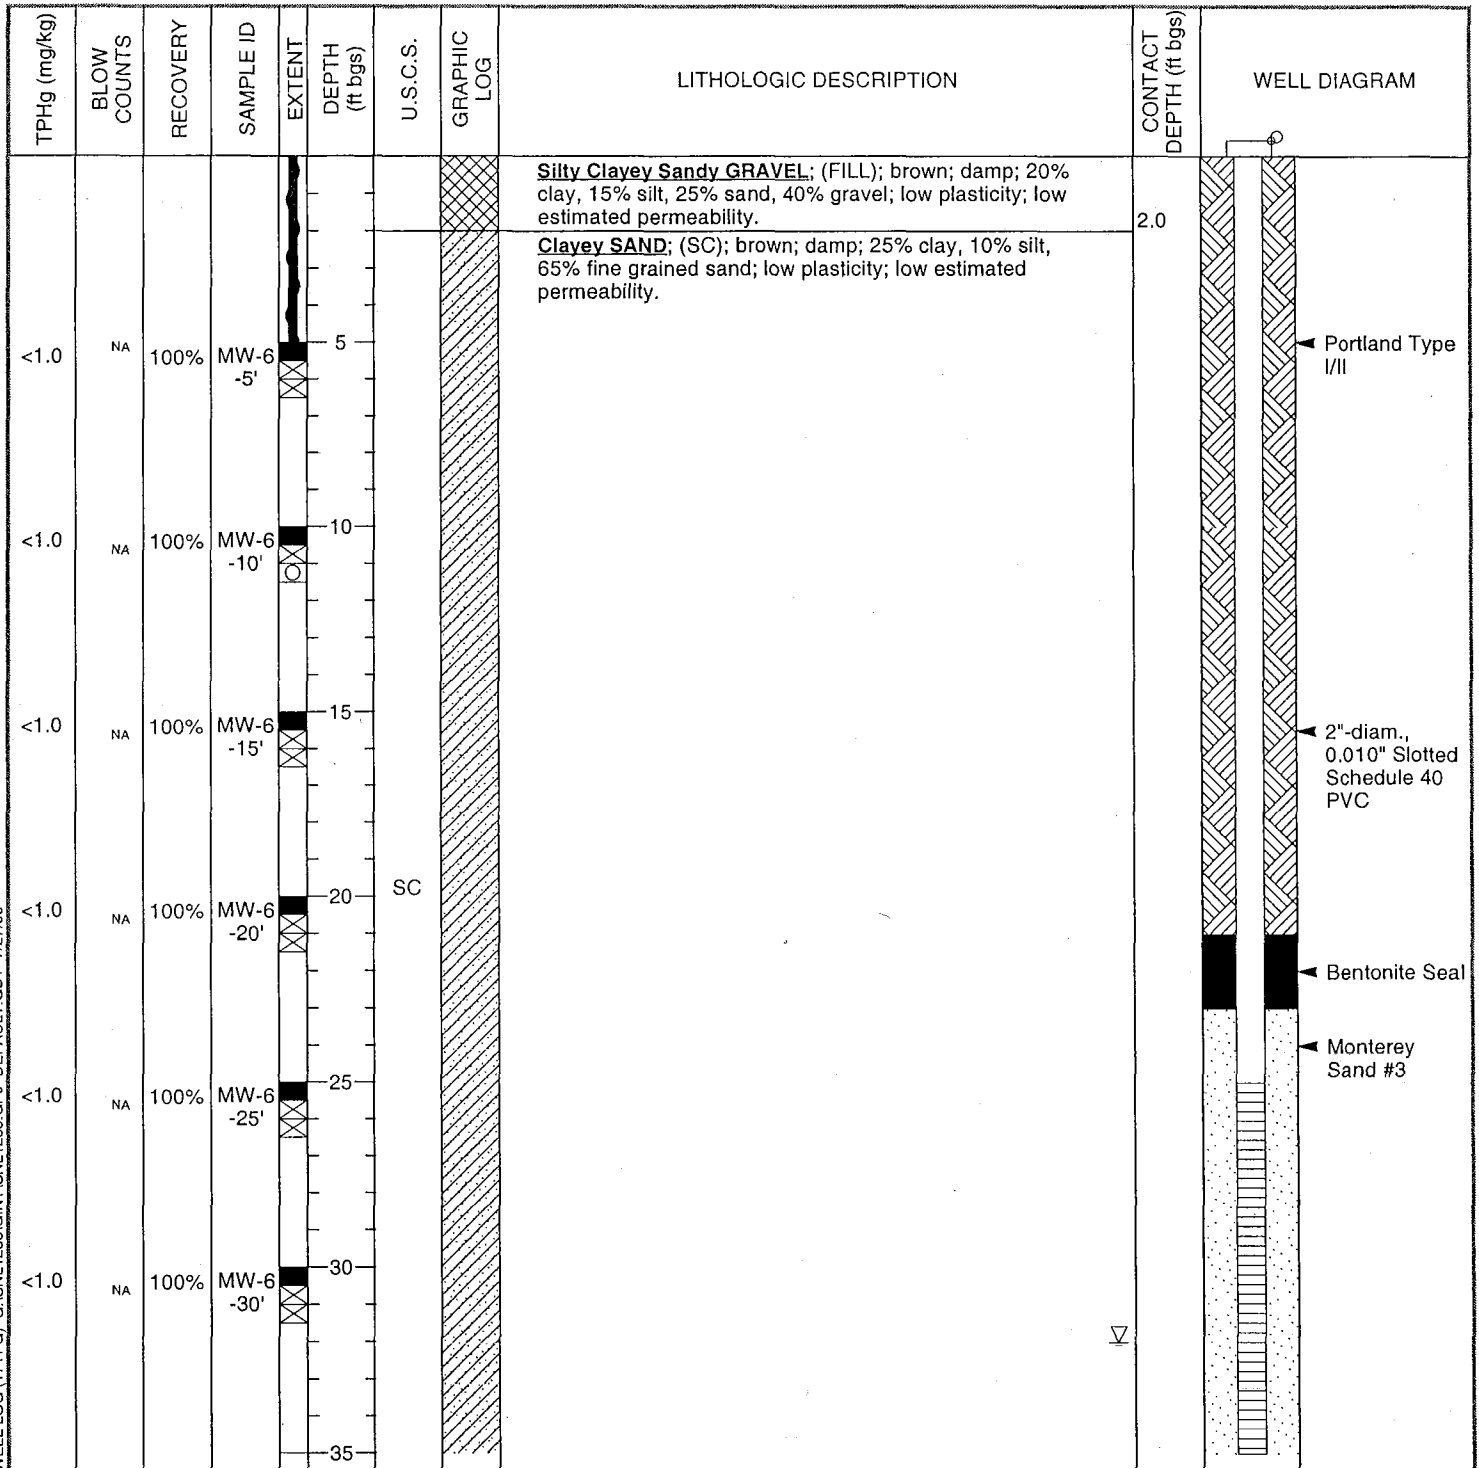 TPHg (mg/kg)
BLOW COUNTS
RECOVERY
SAMPLE ID
EXTENT
DEPTH (ft bgs)
U.S.C.S.
GRAPHIC LOG
LITHOLOGIC DESCRIPTION
CONTACT DEPTH (ft bgs)
WELL DIAGRAM
Silty Clayey Sandy GRAVEL; (FILL); brown; damp; 20%
clay, 15% silt, 25% sand, 40% gravel; low plasticity; low
estimated permeability.
2.0
Clayey SAND; (SC); brown; damp; 25% clay, 10% silt,
65% fine grained sand; low plasticity; low estimated
permeability.
<1.0 NA 100% MW-6 -5' 5
Portland Type
I/II
<1.0 NA 100% MW-6 -10' 10
<1.0 NA 100% MW-6 -15' 15
2"-diam.,
0.010" Slotted
Schedule 40
PVC
<1.0 NA 100% MW-6 -20' 20 SC
Bentonite Seal
Monterey
Sand #3
<1.0 NA 100% MW-6 -25' 25
<1.0 NA 100% MW-6 -30' 30
35